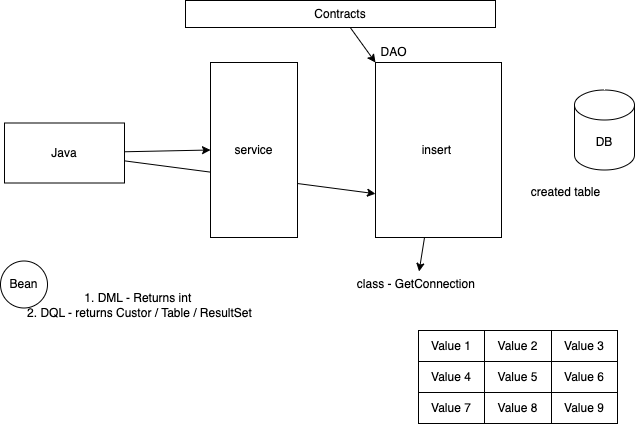 Contracts
DAO
Java
service
insert
DB
created table
Bean
class - GetConnection
1. DML - Returns int
2. DQL - returns Custor / Table / ResultSet
Value 1 Value 2 Value 3
Value 4 Value 5 Value 6
Value 7 Value 8 Value 9